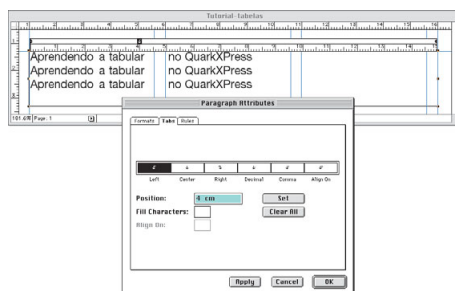 Tutorial-tabelas
Aprendendo a tabular no QuarkXPress
Aprendendo a tabular no QuarkXPress
Aprendendo a tabular no QuarkXPress
Page: 1
Paragraph Attributes
Formats Tabs Rules
Left Center Right Decimal Comma Align On
Position: 4 cm Set
Fill Characters: Clear All
Align On:
Apply Cancel OK